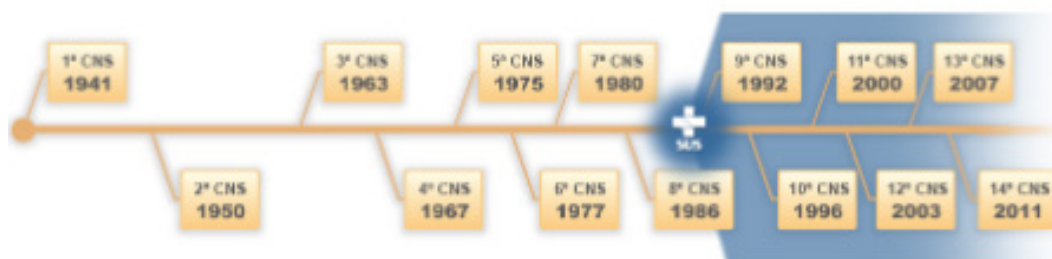 1ª CNS
1941
2ª CNS
1950
3ª CNS
1963
4ª CNS
1967
5ª CNS
1975
6ª CNS
1977
7ª CNS
1980
8ª CNS
1986
SUS
9ª CNS
1992
10ª CNS
1996
11ª CNS
2000
12ª CNS
2003
13ª CNS
2007
14ª CNS
2011